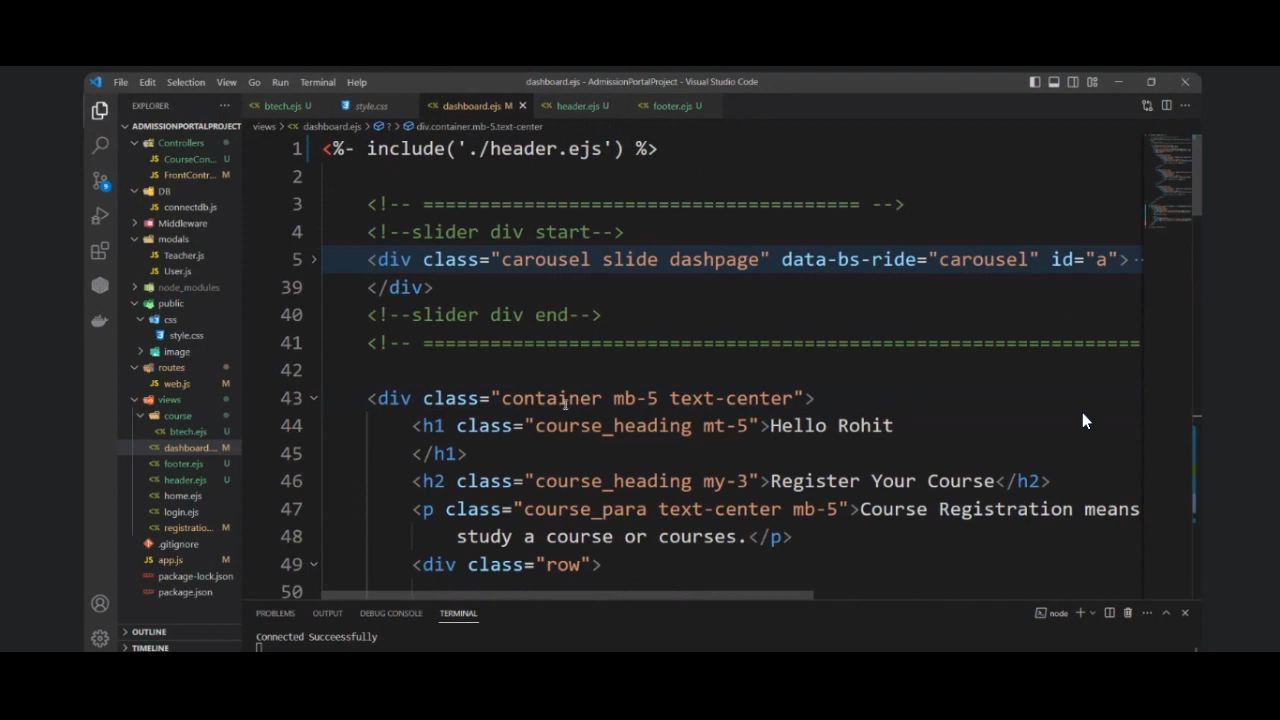 File Edit Selection View Go Run Terminal Help
dashboard.ejs - AdmissionPortalProject - Visual Studio Code
EXPLORER ...
btech.ejs U style.css dashboard.ejs M header.ejs U footer.ejs U
ADMISSIONPORTALPROJECT
views > dashboard.ejs > ? > div.container.mb-5.text-center
Controllers
CourseCon... U
FrontContr... M
DB
connectdb.js
Middleware
modals
Teacher.js
User.js
node_modules
public
css
style.css
image
routes
web.js M
views
course
btech.ejs U
dashboard.... M
footer.ejs U
header.ejs U
home.ejs
login.ejs
registratio... M
.gitignore
app.js M
package-lock.json
package.json
OUTLINE
TIMELINE
9
1 <%- include('./header.ejs') %>
2
3 <!-- ======================================= -->
4 <!--slider div start-->
5 <div class="carousel slide dashpage" data-bs-ride="carousel" id="a">
39 </div>
40 <!--slider div end-->
41 <!-- ================================================================
42
43 <div class="container mb-5 text-center">
44 <h1 class="course_heading mt-5">Hello Rohit
45 </h1>
46 <h2 class="course_heading my-3">Register Your Course</h2>
47 <p class="course_para text-center mb-5">Course Registration means
48 study a course or courses.</p>
49 <div class="row">
50
PROBLEMS OUTPUT DEBUG CONSOLE TERMINAL
node
Connected Succeessfully